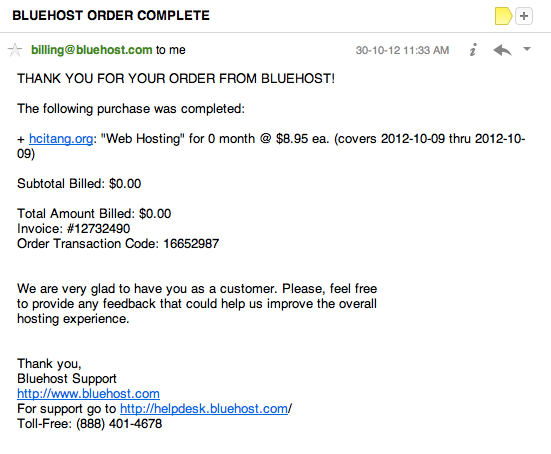 BLUEHOST ORDER COMPLETE
billing@bluehost.com to me 30-10-12 11:33 AM
THANK YOU FOR YOUR ORDER FROM BLUEHOST!
The following purchase was completed:
+ hcitang.org: "Web Hosting" for 0 month @ $8.95 ea. (covers 2012-10-09 thru 2012-10-
09)
Subtotal Billed: $0.00
Total Amount Billed: $0.00
Invoice: #12732490
Order Transaction Code: 16652987
We are very glad to have you as a customer. Please, feel free
to provide any feedback that could help us improve the overall
hosting experience.
Thank you,
Bluehost Support
http://www.bluehost.com
For support go to http://helpdesk.bluehost.com/
Toll-Free: (888) 401-4678